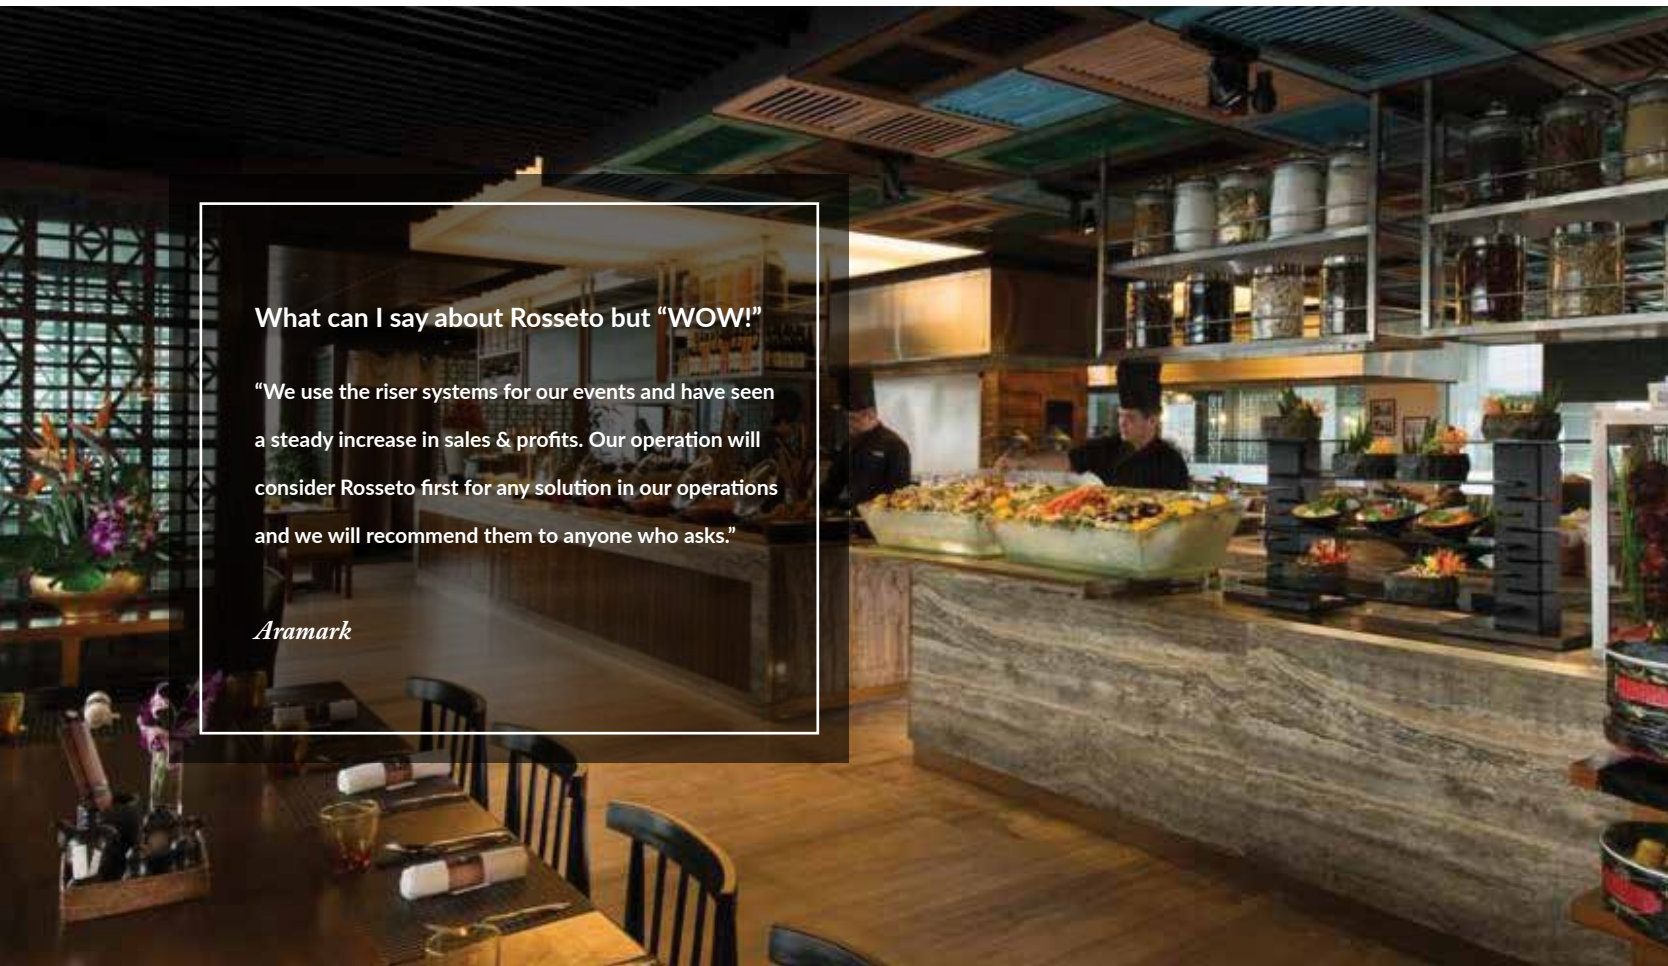 What can I say about Rosseto but “WOW!”
“We use the riser systems for our events and have seen
a steady increase in sales & profits. Our operation will
consider Rosseto first for any solution in our operations
and we will recommend them to anyone who asks.”
Aramark